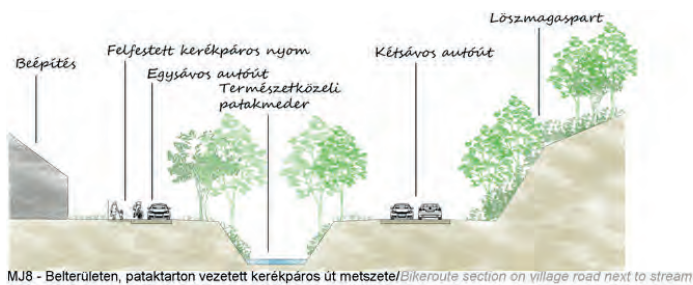 Löszmagaspart
Felfestett kerékpáros nyom
Kétsávos autóút
Beépítés
Egysávos autóút
Természetközeli
patakmeder
MJ8 - Belterületen, pataktarton vezetett kerékpáros út metszete/Bikeroute section on village road next to stream